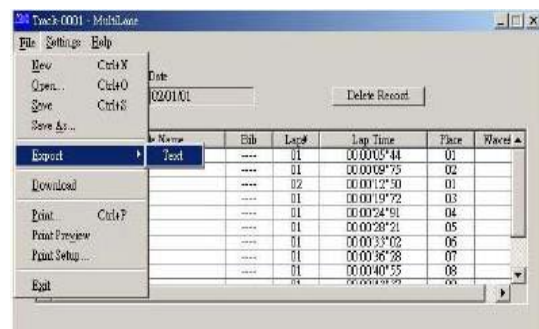 Track-0001 - MultiLane
File Settings Help
New Ctrl+N
Open... Ctrl+O
Save Ctrl+S
Save As...
Export
Text
Download
Print... Ctrl+P
Print Preview
Print Setup...
Exit
Date
02/01/01
Delete Record
Name Bib Lap# Lap Time Place Wave#
---- 01 00:00'05"44 01
---- 01 00:00'09"75 02
---- 02 00:00'12"50 01
---- 01 00:00'19"72 03
---- 01 00:00'24"91 04
---- 01 00:00'28"21 05
---- 01 00:00'33"02 06
---- 01 00:00'36"28 07
---- 01 00:00'40"55 08